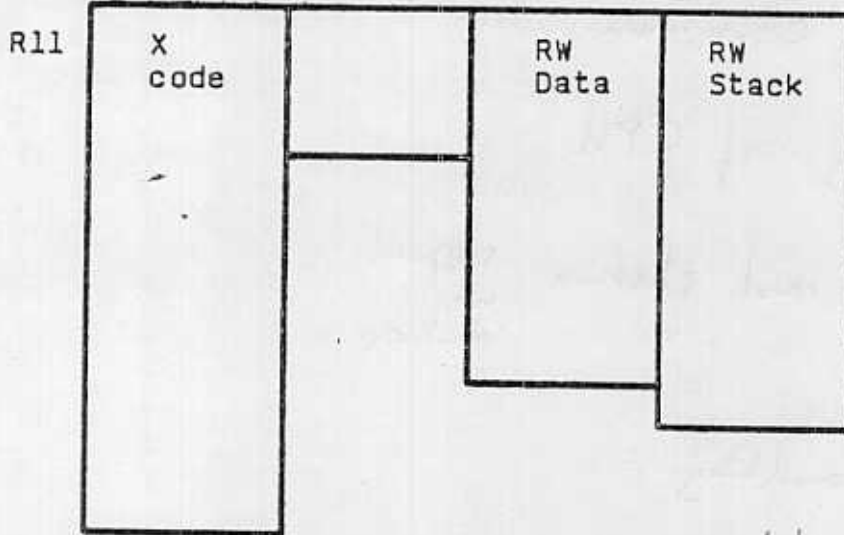 R11
X
code
RW
Data
RW
Stack